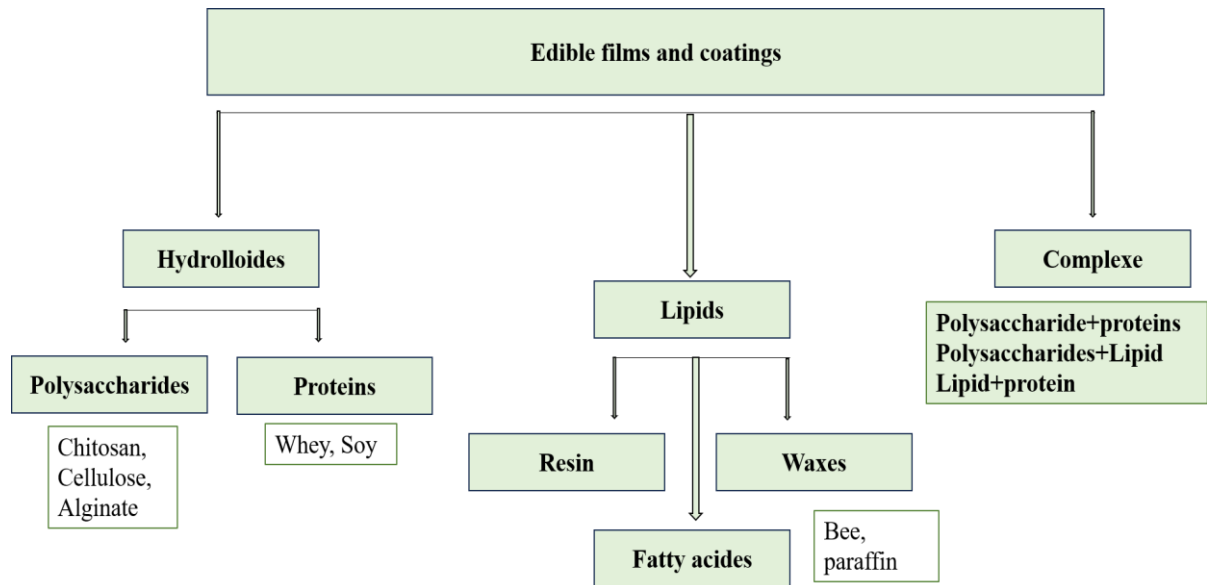 Edible films and coatings
Hydrolloides
Complexe
Lipids
Polysaccharide+proteins
Polysaccharides+Lipid
Lipid+protein
Polysaccharides
Proteins
Chitosan,
Cellulose,
Alginate
Whey, Soy
Resin
Waxes
Fatty acides
Bee,
paraffin